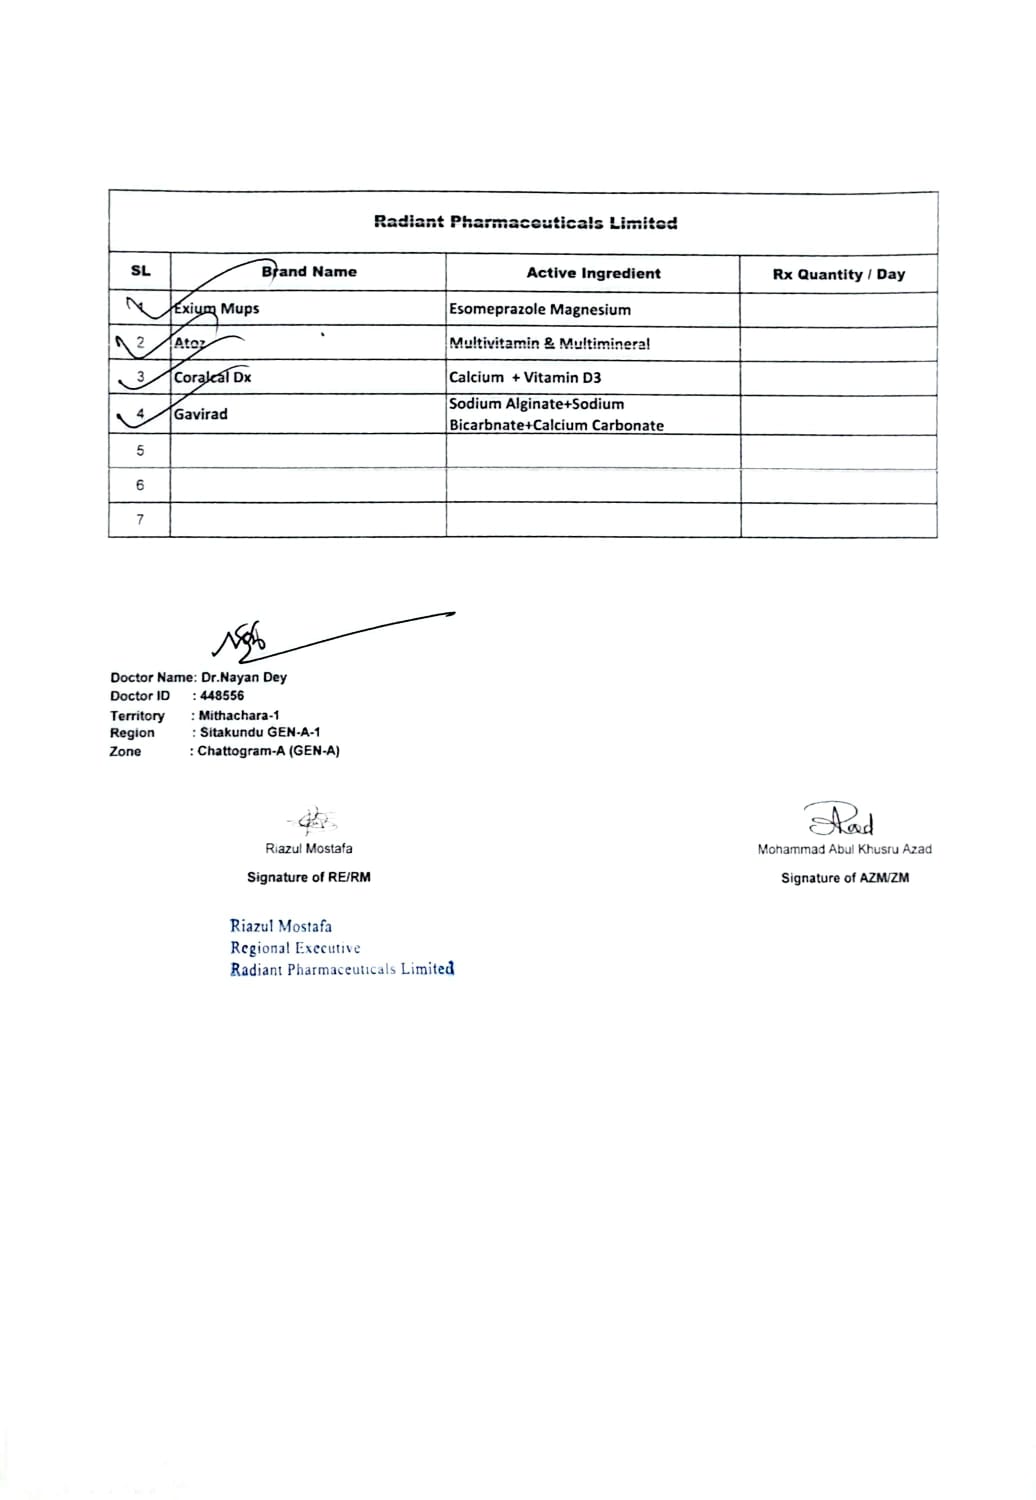 Radiant Pharmaceuticals Limited
SL Brand Name Active Ingredient Rx Quantity / Day
1 Exium Mups Esomeprazole Magnesium
2 Atoz Multivitamin & Multimineral
3 Coralcal Dx Calcium + Vitamin D3
4 Gavirad Sodium Alginate+Sodium
Bicarbnate+Calcium Carbonate
5
6
7
Doctor Name: Dr.Nayan Dey
Doctor ID : 448556
Territory : Mithachara-1
Region : Sitakundu GEN-A-1
Zone : Chattogram-A (GEN-A)
Azad
Riazul Mostafa Mohammad Abul Khusru Azad
Signature of RE/RM Signature of AZM/ZM
Riazul Mostafa
Regional Executive
Radiant Pharmaceuticals Limited